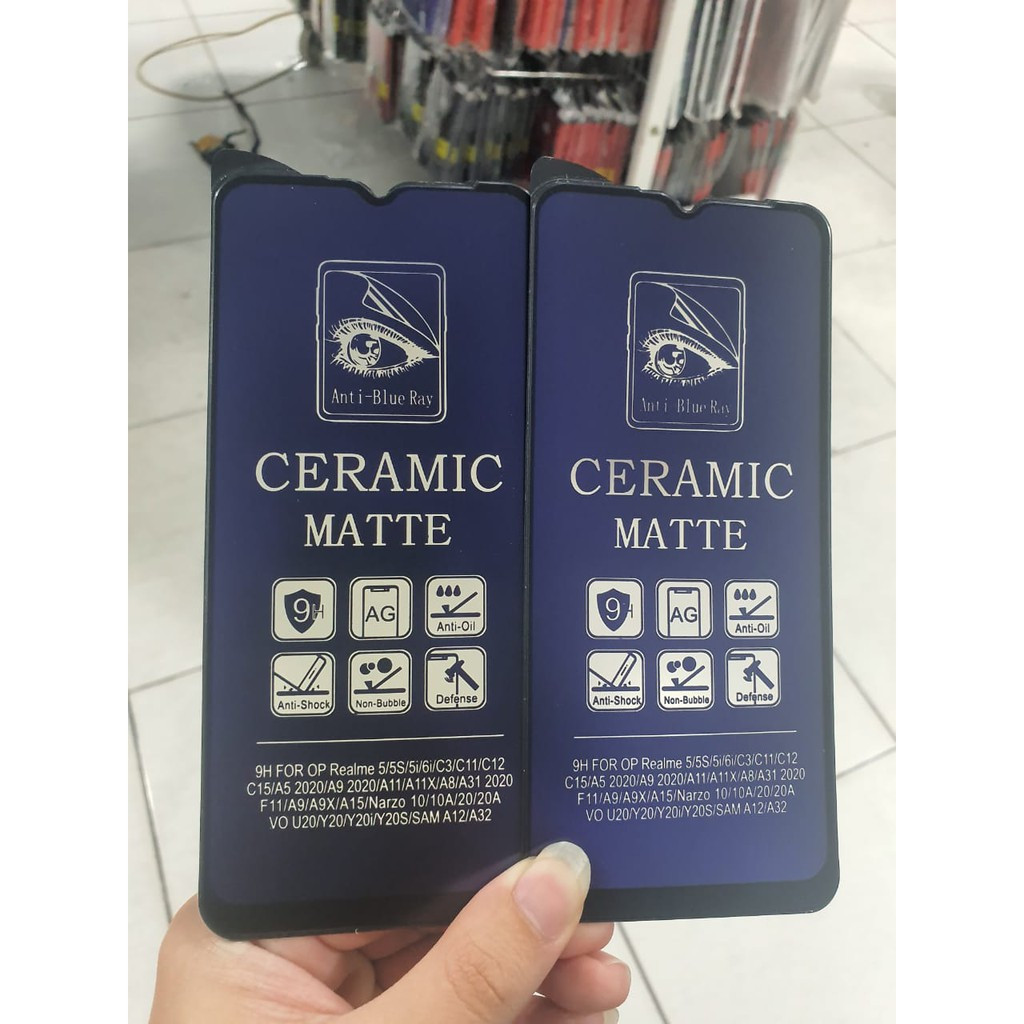 Anti-Blue Ray
CERAMIC
MATTE
9H
AG
Anti-Oil
Anti-Shock
Non-Bubble
Defense
9H FOR OP Realme 5/5S/5i/6i/C3/C11/C12
C15/A5 2020/A9 2020/A11/A11X/A8/A31 2020
F11/A9/A9X/A15/Narzo 10/10A/20/20A
VO U20/Y20/Y20i/Y20S/SAM A12/A32
Anti-Blue Ray
CERAMIC
MATTE
9H
AG
Anti-Oil
Anti-Shock
Non-Bubble
Defense
9H FOR OP Realme 5/5S/5i/6i/C3/C11/C12
C15/A5 2020/A9 2020/A11/A11X/A8/A31 2020
F11/A9/A9X/A15/Narzo 10/10A/20/20A
VO U20/Y20/Y20i/Y20S/SAM A12/A32